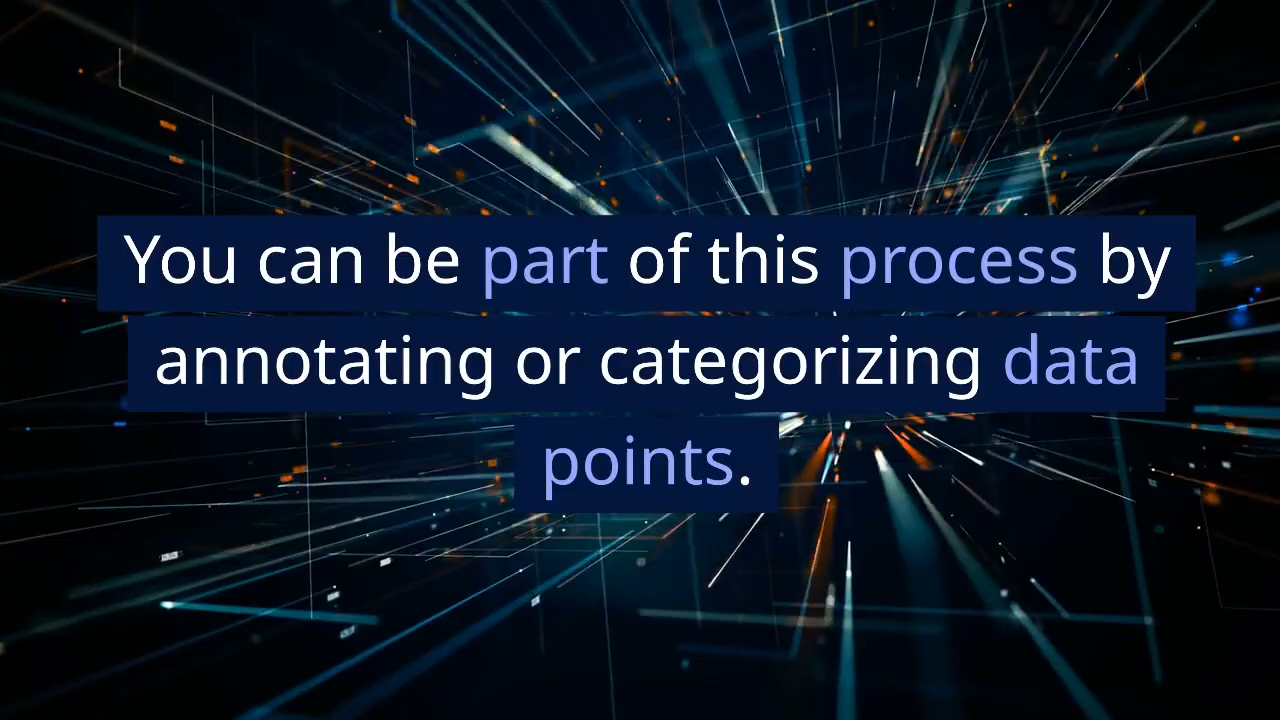 You can be part of this process by
annotating or categorizing data
points.